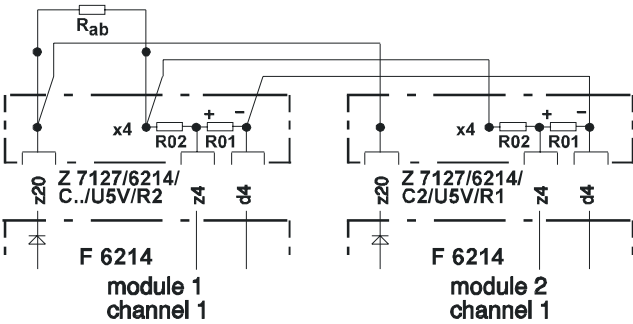 Rab
+ −
+ −
x4
R02 R01
x4
R02 R01
z20
Z 7127/6214/
C../U5V/R2
z4
d4
z20
Z 7127/6214/
C2/U5V/R1
z4
d4
F 6214
F 6214
module 1
channel 1
module 2
channel 1